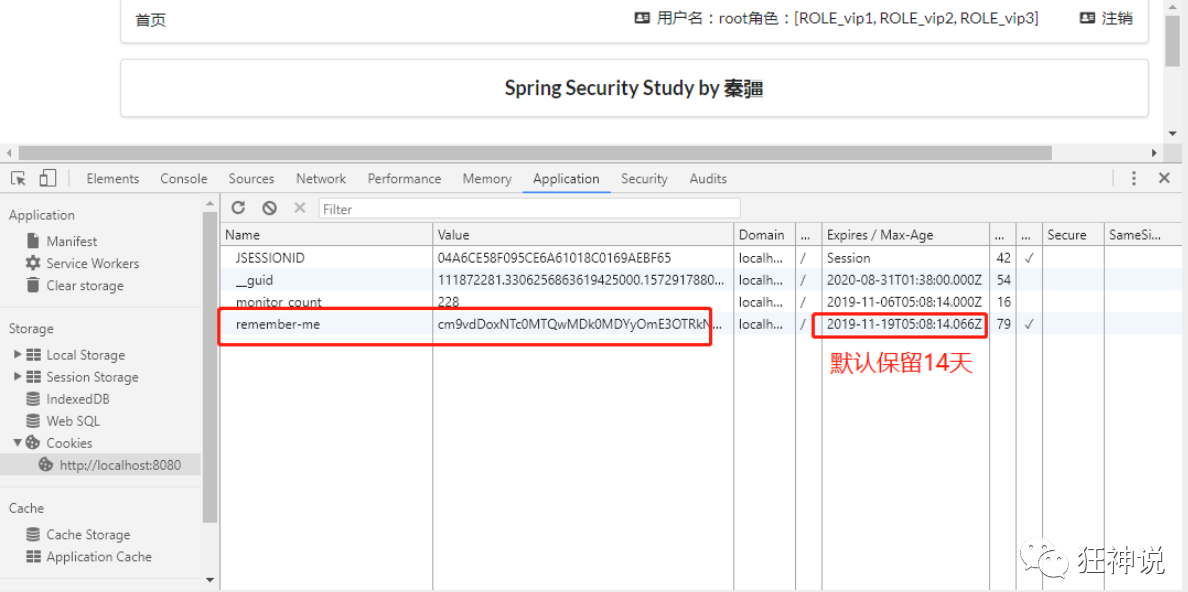 首页 用户名：root角色：[ROLE_vip1, ROLE_vip2, ROLE_vip3] 注销
Spring Security Study by 秦疆
Elements Console Sources Network Performance Memory Application Security Audits
Application
Manifest
Service Workers
Clear storage
Storage
Local Storage
Session Storage
IndexedDB
Web SQL
Cookies
http://localhost:8080
Cache
Cache Storage
Application Cache
Filter
Name Value Domain ... Expires / Max-Age ... ... Secure SameSi...
JSESSIONID 04A6CE58F095CE6A61018C0169AEBF65 localh... / Session 42 ✓
__guid 111872281.3306256863619425000.1572917880... localh... / 2020-08-31T01:38:00.000Z 54
monitor_count 228 localh... / 2019-11-06T05:08:14.000Z 16
remember-me cm9vdDoxNTc0MTQwMDk0MDYyOmE3OTRkN... localh... / 2019-11-19T05:08:14.066Z 79 ✓
默认保留14天
狂神说